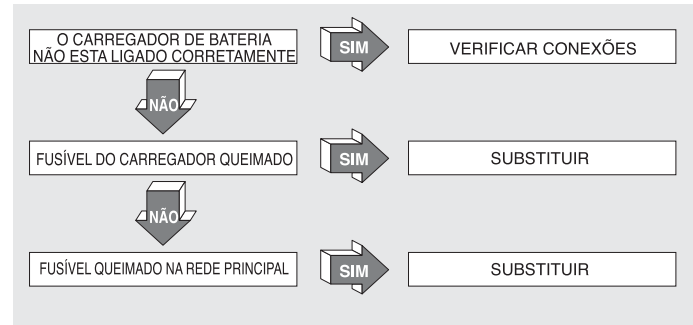 O CARREGADOR DE BATERIA
NÃO ESTA LIGADO CORRETAMENTE
SIM
VERIFICAR CONEXÕES
NÃO
FUSÍVEL DO CARREGADOR QUEIMADO
SIM
SUBSTITUIR
NÃO
FUSÍVEL QUEIMADO NA REDE PRINCIPAL
SIM
SUBSTITUIR